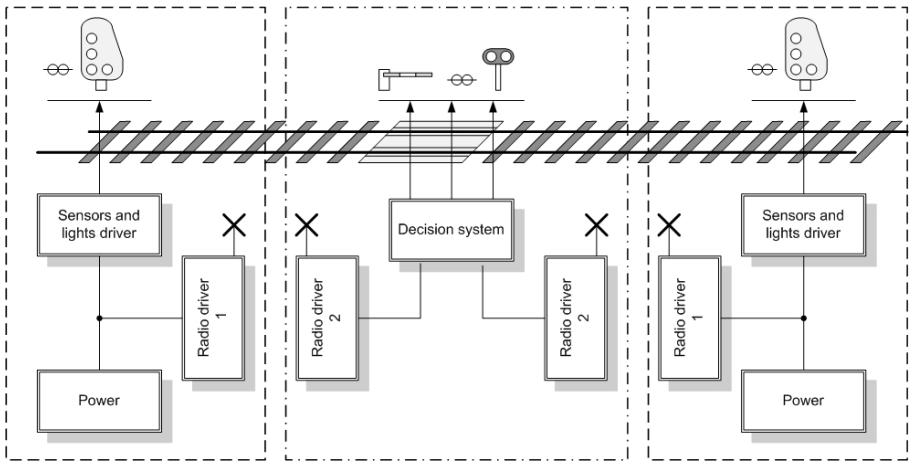 Sensors and
lights driver
Radio driver
1
Power
Radio driver
2
Decision system
Radio driver
2
Radio driver
1
Sensors and
lights driver
Power